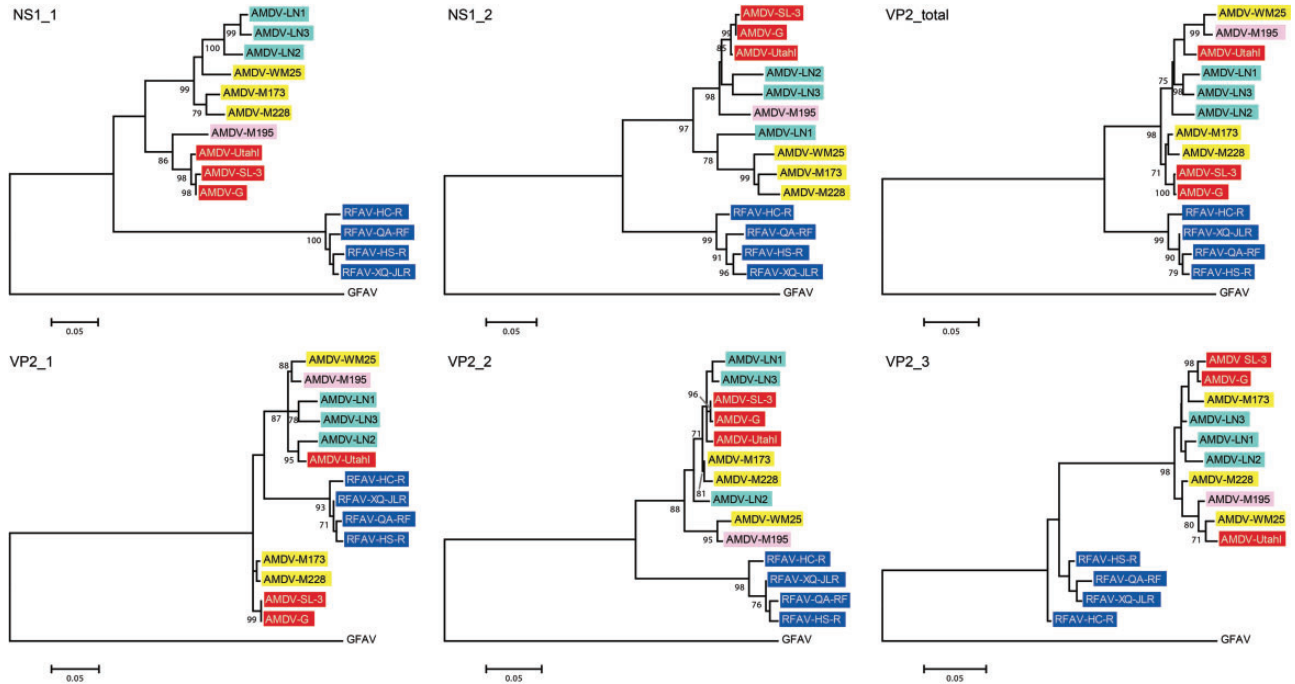 NS1_1
AMDV-LN1
99
AMDV-LN3
100
AMDV-LN2
AMDV-WM25
99
AMDV-M173
79
AMDV-M228
AMDV-M195
86
AMDV-UtahI
98
AMDV-SL-3
98
AMDV-G
RFAV-HC-R
100
RFAV-QA-RF
RFAV-HS-R
RFAV-XQ-JLR
GFAV
0.05
NS1_2
AMDV-SL-3
99
AMDV-G
85
AMDV-UtahI
AMDV-LN2
98
AMDV-LN3
AMDV-M195
97
AMDV-LN1
78
AMDV-WM25
99
AMDV-M173
AMDV-M228
RFAV-HC-R
99
RFAV-QA-RF
91
RFAV-HS-R
96
RFAV-XQ-JLR
GFAV
0.05
VP2_total
AMDV-WM25
99
AMDV-M195
AMDV-UtahI
75
AMDV-LN1
98
AMDV-LN3
AMDV-LN2
98
AMDV-M173
AMDV-M228
71
AMDV-SL-3
100
AMDV-G
RFAV-HC-R
99
RFAV-XQ-JLR
90
RFAV-QA-RF
79
RFAV-HS-R
GFAV
0.05
VP2_1
AMDV-WM25
88
AMDV-M195
AMDV-LN1
87
78
AMDV-LN3
AMDV-LN2
95
AMDV-UtahI
RFAV-HC-R
93
RFAV-XQ-JLR
71
RFAV-QA-RF
RFAV-HS-R
AMDV-M173
AMDV-M228
AMDV-SL-3
99
AMDV-G
GFAV
0.05
VP2_2
AMDV-LN1
AMDV-LN3
96
AMDV-SL-3
AMDV-G
71
AMDV-UtahI
AMDV-M173
AMDV-M228
81
AMDV-LN2
88
AMDV-WM25
95
AMDV-M195
RFAV-HC-R
98
RFAV-XQ-JLR
76
RFAV-QA-RF
RFAV-HS-R
GFAV
0.05
VP2_3
98
AMDV SL-3
AMDV-G
AMDV-M173
AMDV-LN3
AMDV-LN1
98
AMDV-LN2
AMDV-M228
AMDV-M195
80
AMDV-WM25
71
AMDV-UtahI
RFAV-HS-R
RFAV-QA-RF
RFAV-XQ-JLR
RFAV-HC-R
GFAV
0.05